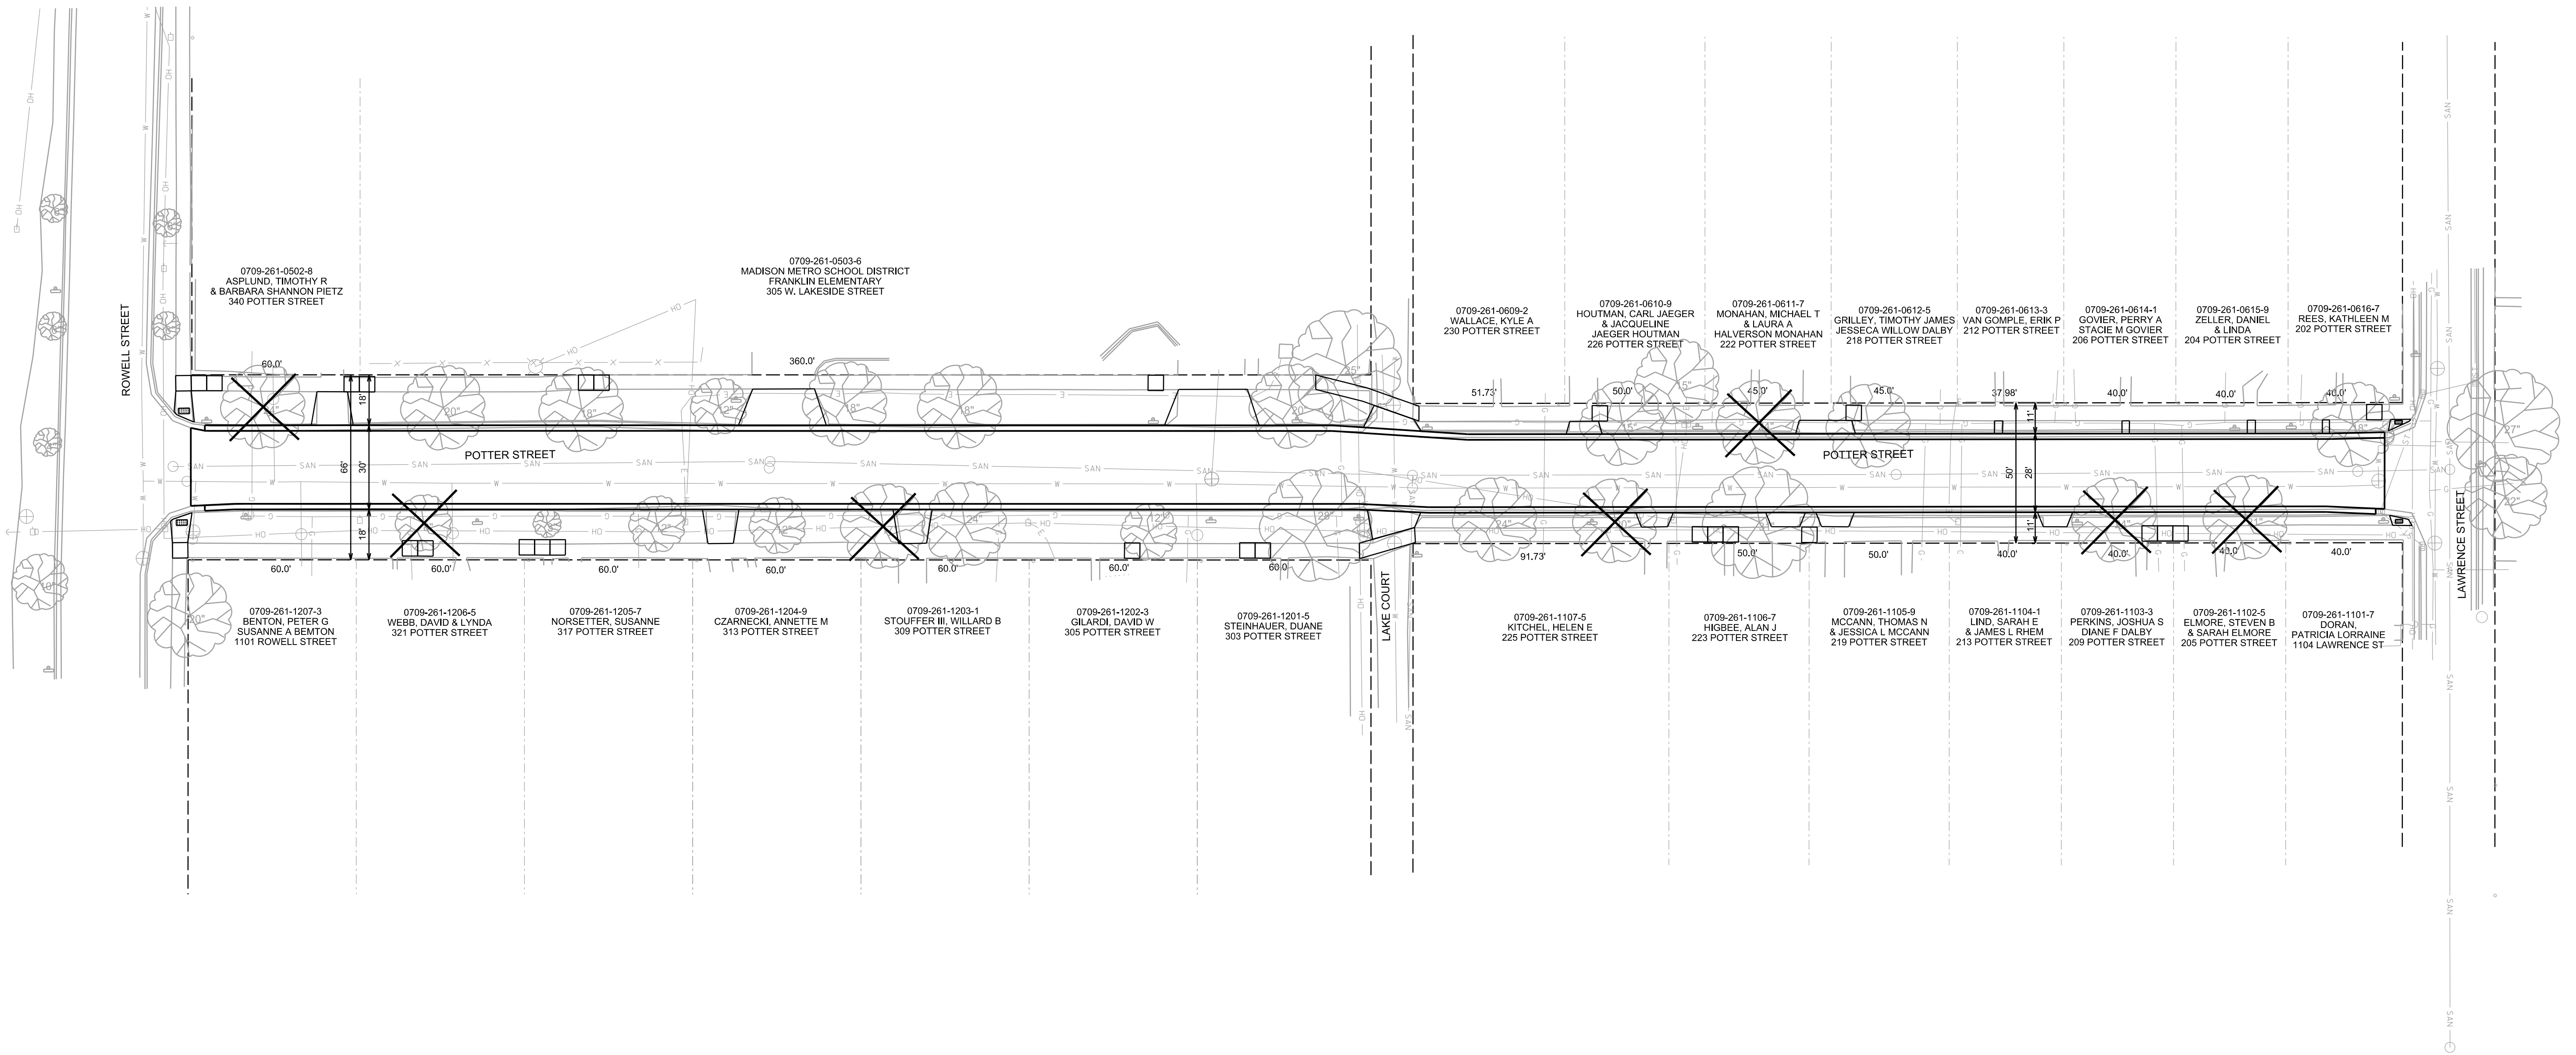 0709-261-0502-8
ASPLUND, TIMOTHY R
& BARBARA SHANNON PIETZ
340 POTTER STREET
0709-261-0503-6
MADISON METRO SCHOOL DISTRICT
FRANKLIN ELEMENTARY
305 W. LAKESIDE STREET
0709-261-0609-2
WALLACE, KYLE A
230 POTTER STREET
0709-261-0610-9
HOUTMAN, CARL JAEGER
& JACQUELINE
JAEGER HOUTMAN
226 POTTER STREET
0709-261-0611-7
MONAHAN, MICHAEL T
& LAURA A
HALVERSON MONAHAN
222 POTTER STREET
0709-261-0612-5
GRILLEY, TIMOTHY JAMES
JESSECA WILLOW DALBY
218 POTTER STREET
0709-261-0613-3
VAN GOMPLE, ERIK P
212 POTTER STREET
0709-261-0614-1
GOVIER, PERRY A
STACIE M GOVIER
206 POTTER STREET
0709-261-0615-9
ZELLER, DANIEL
& LINDA
204 POTTER STREET
0709-261-0616-7
REES, KATHLEEN M
202 POTTER STREET
ROWELL STREET
60.0'
360.0'
51.73'
50.0'
45.0'
45.0'
37.98'
40.0'
40.0'
40.0'
18'
66'
30'
18'
11'
50'
28'
11'
POTTER STREET
POTTER STREET
LAKE COURT
LAWRENCE STREET
60.0'
60.0'
60.0'
60.0'
60.0'
60.0'
60.0'
91.73'
50.0'
50.0'
40.0'
40.0'
40.0'
40.0'
0709-261-1207-3
BENTON, PETER G
SUSANNE A BEMTON
1101 ROWELL STREET
0709-261-1206-5
WEBB, DAVID & LYNDA
321 POTTER STREET
0709-261-1205-7
NORSETTER, SUSANNE
317 POTTER STREET
0709-261-1204-9
CZARNECKI, ANNETTE M
313 POTTER STREET
0709-261-1203-1
STOUFFER III, WILLARD B
309 POTTER STREET
0709-261-1202-3
GILARDI, DAVID W
305 POTTER STREET
0709-261-1201-5
STEINHAUER, DUANE
303 POTTER STREET
0709-261-1107-5
KITCHEL, HELEN E
225 POTTER STREET
0709-261-1106-7
HIGBEE, ALAN J
223 POTTER STREET
0709-261-1105-9
MCCANN, THOMAS N
& JESSICA L MCCANN
219 POTTER STREET
0709-261-1104-1
LIND, SARAH E
& JAMES L RHEM
213 POTTER STREET
0709-261-1103-3
PERKINS, JOSHUA S
DIANE F DALBY
209 POTTER STREET
0709-261-1102-5
ELMORE, STEVEN B
& SARAH ELMORE
205 POTTER STREET
0709-261-1101-7
DORAN,
PATRICIA LORRAINE
1104 LAWRENCE ST